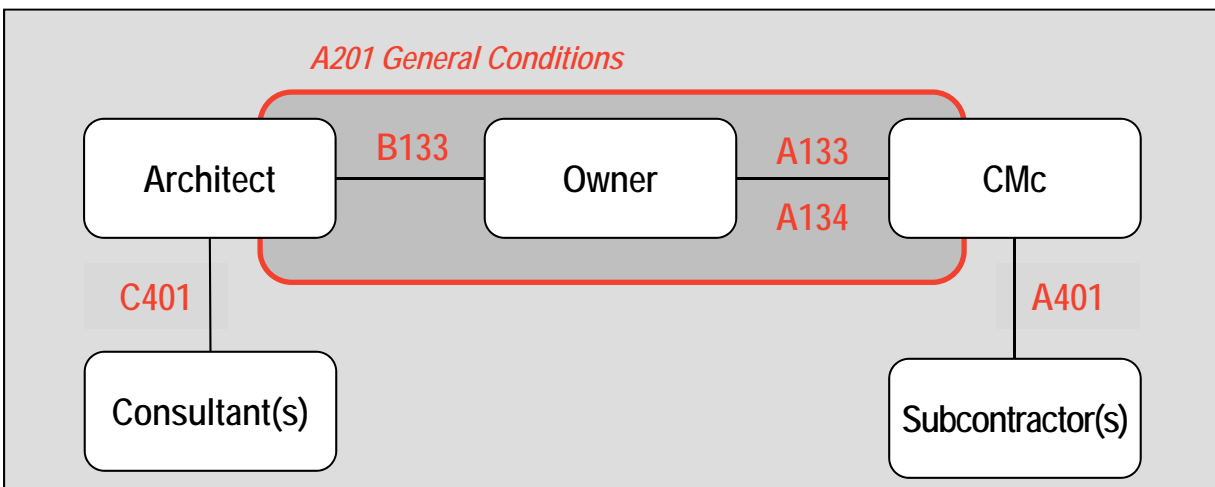 A201 General Conditions
Architect
B133
Owner
A133
A134
CMc
C401
A401
Consultant(s)
Subcontractor(s)